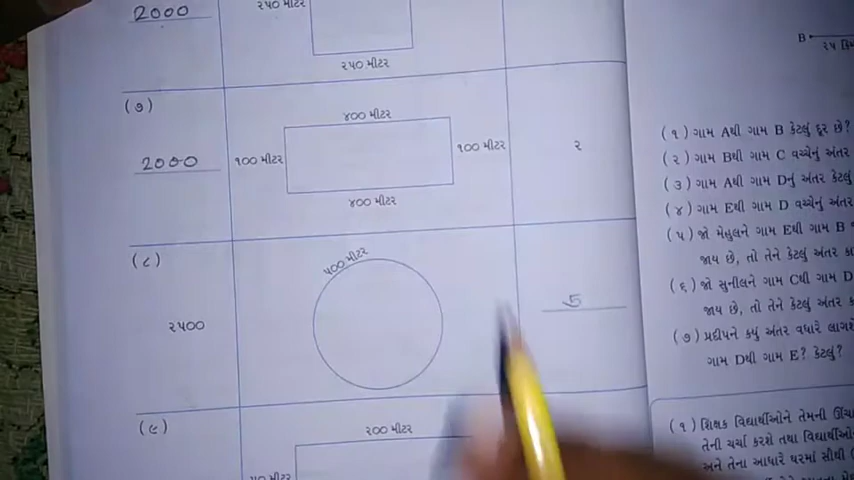 2000
૨૫૦ મીટર
૨૫૦ મીટર
(૭)
2000
૪૦૦ મીટર
૧૦૦ મીટર
૧૦૦ મીટર
૪૦૦ મીટર
૨
(૮)
૨૫૦૦
૫૦૦ મીટર
5
(૯)
૨૦૦ મીટર
મીટર
B
૨૫
(૧) ગામ Aથી ગામ B કેટલું દૂર છે?
(૨) ગામ Bથી ગામ C વચ્ચેનું અંતર
(૩) ગામ Aથી ગામ Dનું અંતર કેટલું
(૪) ગામ Eથી ગામ D વચ્ચેનું અંતર
(૫) જો મેહુલને ગામ Eથી ગામ B
જાય છે, તો તેને કેટલું અંતર
(૬) જો સુનીલને ગામ Cથી ગામ D
જાય છે, તો તેને કેટલું અંતર
(૭) પ્રદીપને કયું અંતર વધારે લાગશે
ગામ Dથી ગામ E? કેટલું?
(૧) શિક્ષક વિદ્યાર્થીઓને તેમની ઊંચા
તેની ચર્ચા કરશે તથા વિદ્યાર્થીઓ
અને તેના આધારે ઘરમાં સૌથી